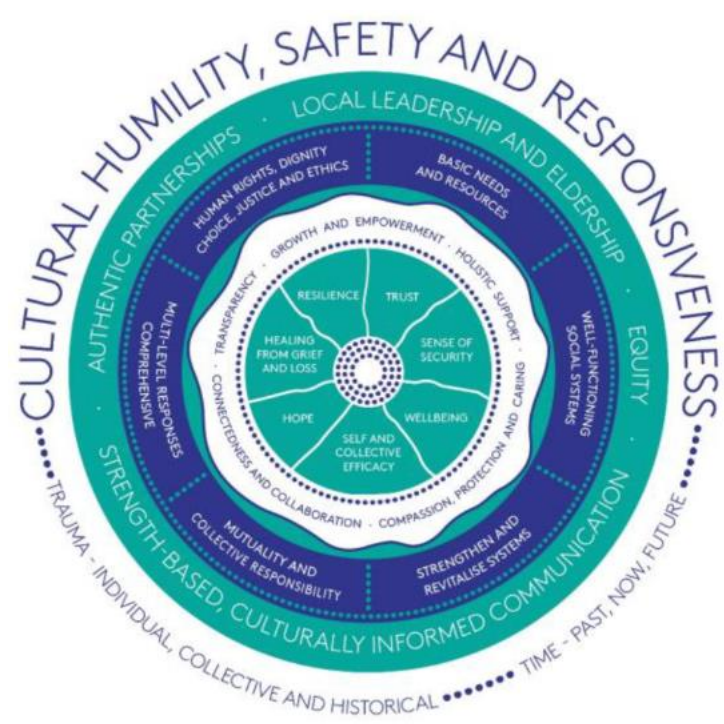 CULTURAL HUMILITY, SAFETY AND RESPONSIVENESS
TRAUMA - INDIVIDUAL, COLLECTIVE AND HISTORICAL
TIME - PAST, NOW, FUTURE
AUTHENTIC PARTNERSHIPS · LOCAL LEADERSHIP AND ELDERSHIP · EQUITY ·
STRENGTH-BASED, CULTURALLY INFORMED COMMUNICATION ·
HUMAN RIGHTS, DIGNITY
CHOICE, JUSTICE AND ETHICS
BASIC NEEDS
AND RESOURCES
WELL-FUNCTIONING
SOCIAL SYSTEMS
STRENGTHEN AND
REVITALISE SYSTEMS
MUTUALITY AND
COLLECTIVE RESPONSIBILITY
MULTI-LEVEL RESPONSES
COMPREHENSIVE
TRANSPARENCY · GROWTH AND EMPOWERMENT · HOLISTIC SUPPORT ·
COMPASSION, PROTECTION AND CARING ·
CONNECTEDNESS AND COLLABORATION ·
RESILIENCE
TRUST
SENSE OF
SECURITY
WELLBEING
SELF AND
COLLECTIVE
EFFICACY
HOPE
HEALING
FROM GRIEF
AND LOSS